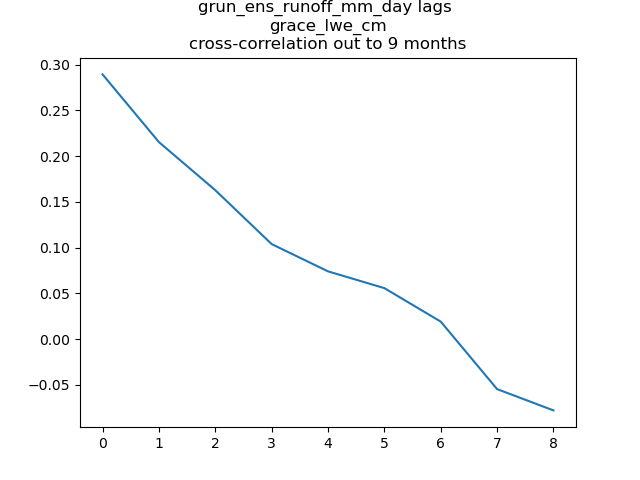 grun_ens_runoff_mm_day lags
grace_lwe_cm
cross-correlation out to 9 months
0.30
0.25
0.20
0.15
0.10
0.05
0.00
−0.05
0 1 2 3 4 5 6 7 8